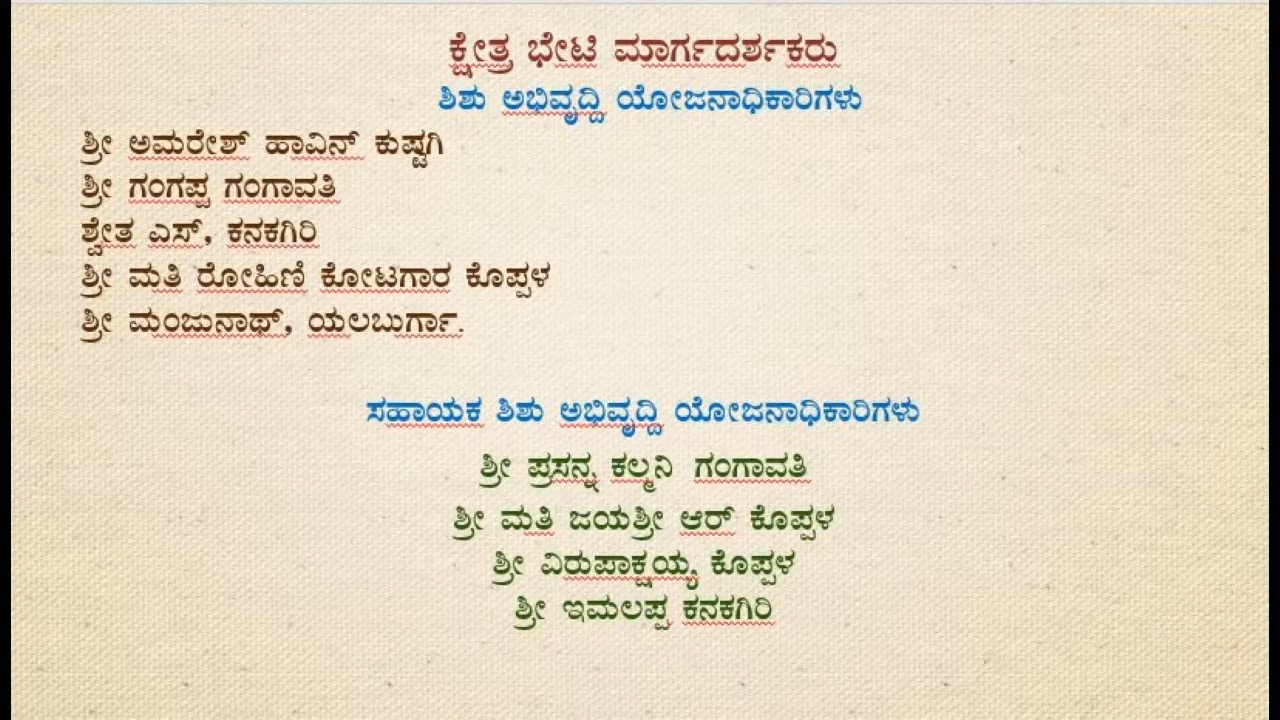 ಕ್ಷೇತ್ರ ಭೇಟಿ ಮಾರ್ಗದರ್ಶಕರು
ಶಿಶು ಅಭಿವೃದ್ದಿ ಯೋಜನಾಧಿಕಾರಿಗಳು
ಶ್ರೀ ಅಮರೇಶ್ ಹಾವಿನ್ ಕುಷ್ಟಗಿ
ಶ್ರೀ ಗಂಗಪ್ಪ ಗಂಗಾವತಿ
ಶ್ವೇತ ಎಸ್, ಕನಕಗಿರಿ
ಶ್ರೀ ಮತಿ ರೋಹಿಣಿ ಕೋಟಗಾರ ಕೊಪ್ಪಳ
ಶ್ರೀ ಮಂಜುನಾಥ್, ಯಲಬುರ್ಗಾ.
ಸಹಾಯಕ ಶಿಶು ಅಭಿವೃದ್ದಿ ಯೋಜನಾಧಿಕಾರಿಗಳು
ಶ್ರೀ ಪ್ರಸನ್ನ ಕಲ್ಮನಿ ಗಂಗಾವತಿ
ಶ್ರೀ ಮತಿ ಜಯಶ್ರೀ ಆರ್ ಕೊಪ್ಪಳ
ಶ್ರೀ ವಿರುಪಾಕ್ಷಯ್ಯ ಕೊಪ್ಪಳ
ಶ್ರೀ ಇಮಲಪ್ಪ ಕನಕಗಿರಿ